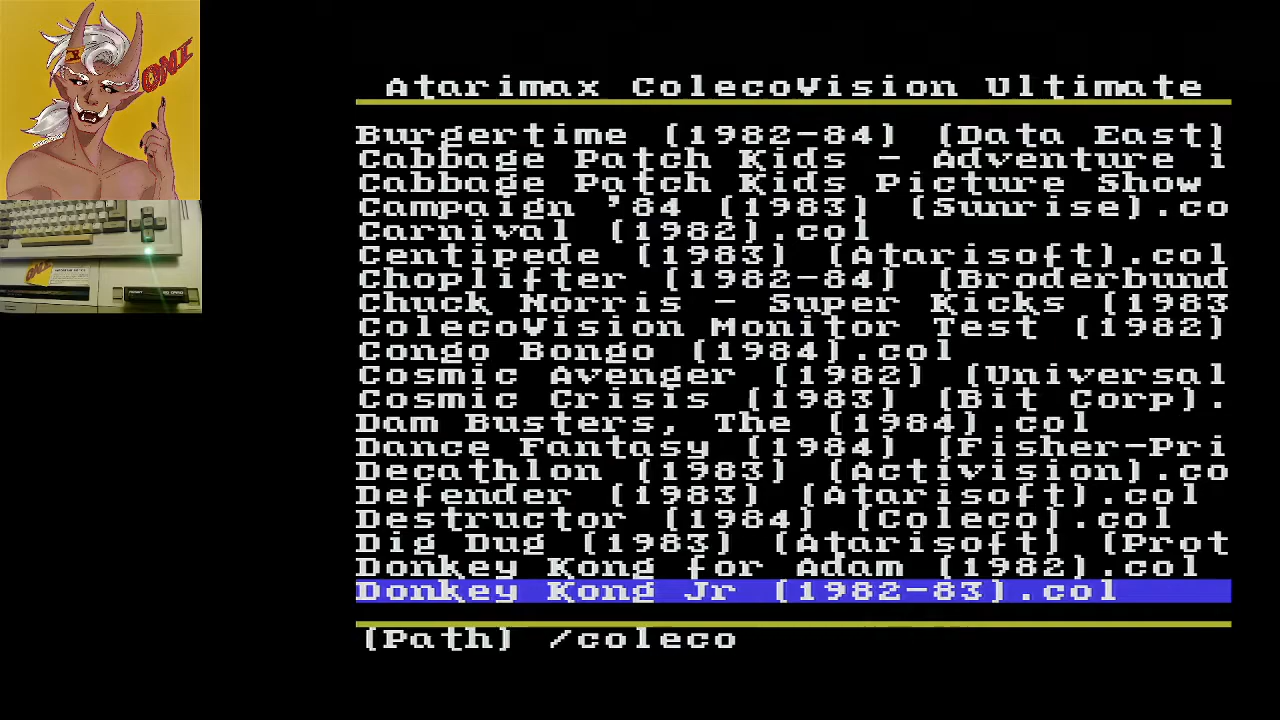 ONI
Atarimax ColecoVision Ultimate
Burgertime (1982-84) (Data East)
Cabbage Patch Kids - Adventure i
Cabbage Patch Kids Picture Show
Campaign '84 (1983) (Sunrise).co
Carnival (1982).col
Centipede (1983) (Atarisoft).col
Choplifter (1982-84) (Broderbund
Chuck Norris - Super Kicks (1983
ColecoVision Monitor Test (1982)
Congo Bongo (1984).col
Cosmic Avenger (1982) (Universal
Cosmic Crisis (1983) (Bit Corp).
Dam Busters, The (1984).col
Dance Fantasy (1984) (Fisher-Pri
Decathlon (1983) (Activision).co
Defender (1983) (Atarisoft).col
Destructor (1984) (Coleco).col
Dig Dug (1983) (Atarisoft) (Prot
Donkey Kong for Adam (1982).col
Donkey Kong Jr (1982-83).col
(Path) /coleco